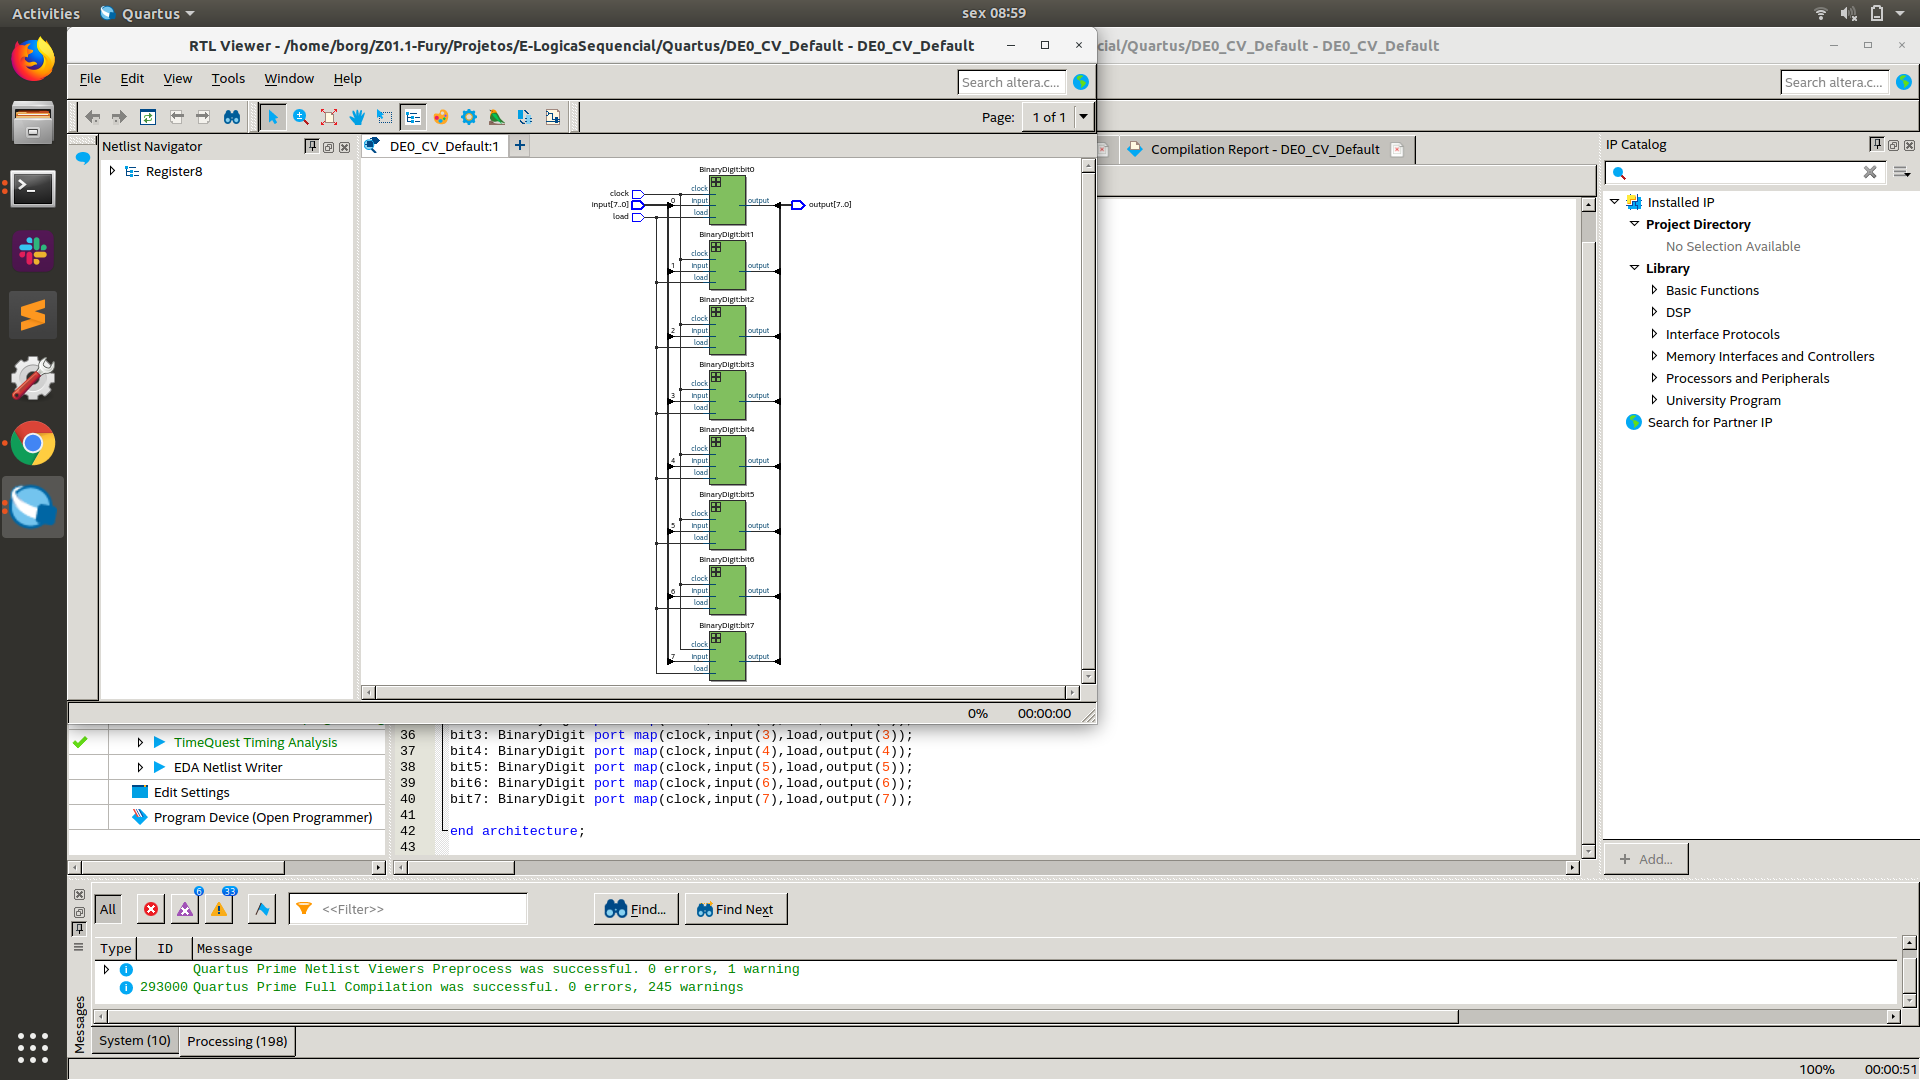 Activities
Quartus
sex 08:59
RTL Viewer - /home/borg/Z01.1-Fury/Projetos/E-LogicaSequencial/Quartus/DE0_CV_Default - DE0_CV_Default
cial/Quartus/DE0_CV_Default - DE0_CV_Default
File Edit View Tools Window Help
Search altera.c...
Search altera.c...
Page: 1 of 1
Netlist Navigator
DE0_CV_Default:1
Compilation Report - DE0_CV_Default
IP Catalog
Register8
Installed IP
Project Directory
No Selection Available
Library
Basic Functions
DSP
Interface Protocols
Memory Interfaces and Controllers
Processors and Peripherals
University Program
Search for Partner IP
Add...
clock
input[7..0]
load
output[7..0]
BinaryDigit:bit0
clock
0 input output
load
BinaryDigit:bit1
clock
1 input output
load
BinaryDigit:bit2
clock
2 input output
load
BinaryDigit:bit3
clock
3 input output
load
BinaryDigit:bit4
clock
4 input output
load
BinaryDigit:bit5
clock
5 input output
load
BinaryDigit:bit6
clock
6 input output
load
BinaryDigit:bit7
clock
7 input output
load
0% 00:00:00
TimeQuest Timing Analysis
EDA Netlist Writer
Edit Settings
Program Device (Open Programmer)
36 bit3: BinaryDigit port map(clock,input(3),load,output(3));
37 bit4: BinaryDigit port map(clock,input(4),load,output(4));
38 bit5: BinaryDigit port map(clock,input(5),load,output(5));
39 bit6: BinaryDigit port map(clock,input(6),load,output(6));
40 bit7: BinaryDigit port map(clock,input(7),load,output(7));
41
42 end architecture;
43
All
6
33
<<Filter>>
Find...
Find Next
Type ID Message
Quartus Prime Netlist Viewers Preprocess was successful. 0 errors, 1 warning
293000 Quartus Prime Full Compilation was successful. 0 errors, 245 warnings
Messages
System (10)
Processing (198)
100% 00:00:51